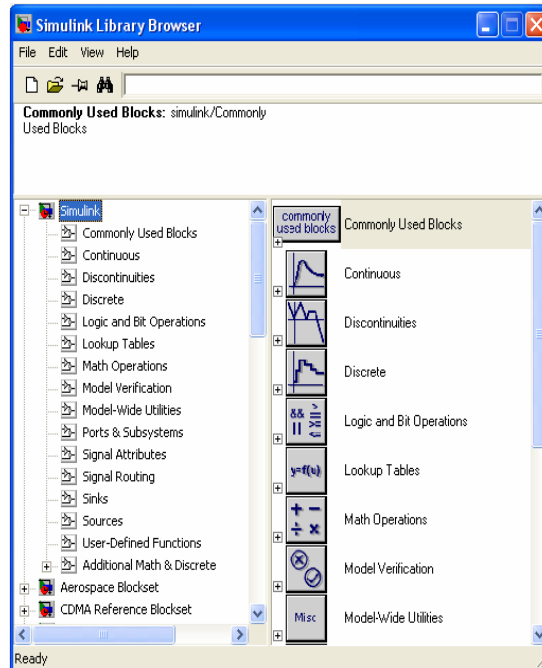 Simulink Library Browser
File Edit View Help
Commonly Used Blocks: simulink/Commonly
Used Blocks
Simulink
Commonly Used Blocks
Continuous
Discontinuities
Discrete
Logic and Bit Operations
Lookup Tables
Math Operations
Model Verification
Model-Wide Utilities
Ports & Subsystems
Signal Attributes
Signal Routing
Sinks
Sources
User-Defined Functions
Additional Math & Discrete
Aerospace Blockset
CDMA Reference Blockset
commonly
used blocks
Commonly Used Blocks
Continuous
Discontinuities
Discrete
&& >
|| >=
<=
Logic and Bit Operations
y=f(u)
Lookup Tables
+ −
÷ ×
Math Operations
Model Verification
Misc
Model-Wide Utilities
Ready